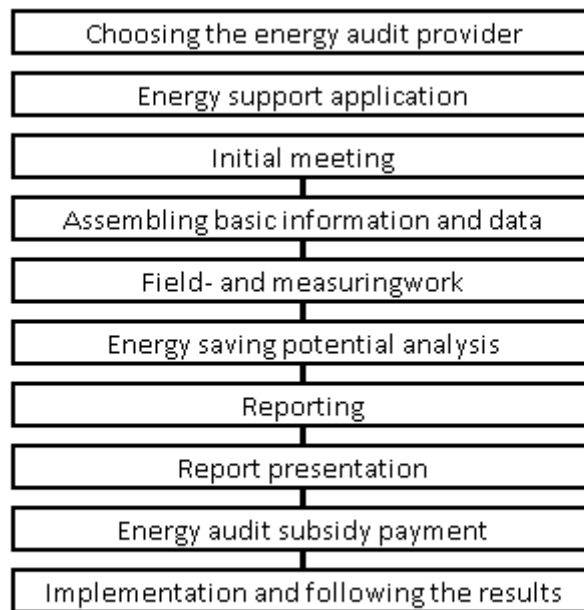 Choosing the energy audit provider
Energy support application
Initial meeting
Assembling basic information and data
Field- and measuringwork
Energy saving potential analysis
Reporting
Report presentation
Energy audit subsidy payment
Implementation and following the results